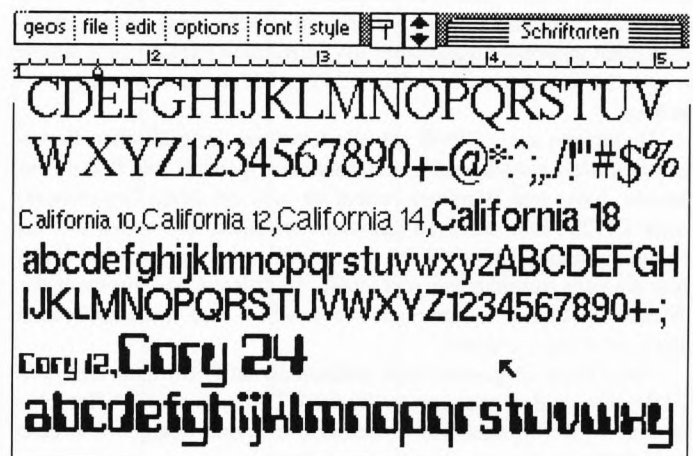 geos file edit options font style Schriftarten
2 3 4 5
CDEFGHIJKLMNOPQRSTUV
WXYZ1234567890+-@*:^;,./!"#$%
California 10,California 12,California 14,California 18
abcdefghijklmnopqrstuvwxyzABCDEFGH
IJKLMNOPQRSTUVWXYZ1234567890+-;
Cory 12,Cory 24
abcdefghijklmnopqrstuvwxy